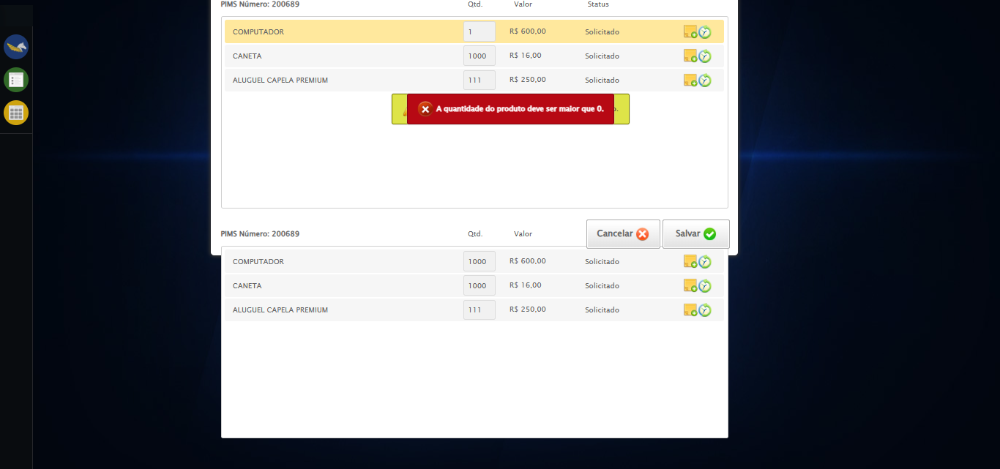 PIMS Número: 200689 Qtd. Valor Status
COMPUTADOR 1 R$ 600,00 Solicitado
CANETA 1000 R$ 16,00 Solicitado
ALUGUEL CAPELA PREMIUM 111 R$ 250,00 Solicitado
A quantidade do produto deve ser maior que 0.
PIMS Número: 200689 Qtd. Valor Cancelar Salvar
COMPUTADOR 1000 R$ 600,00 Solicitado
CANETA 1000 R$ 16,00 Solicitado
ALUGUEL CAPELA PREMIUM 111 R$ 250,00 Solicitado